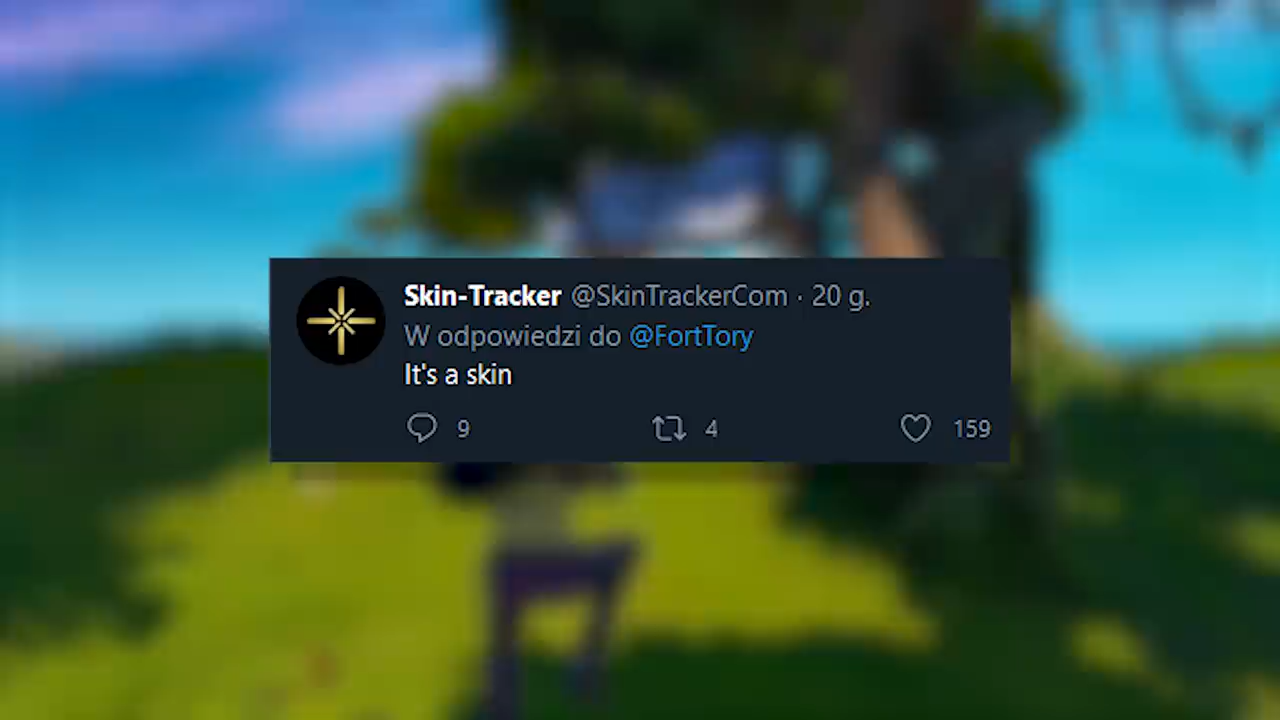 Skin-Tracker @SkinTrackerCom · 20 g.
W odpowiedzi do @FortTory
It's a skin
9 4 159